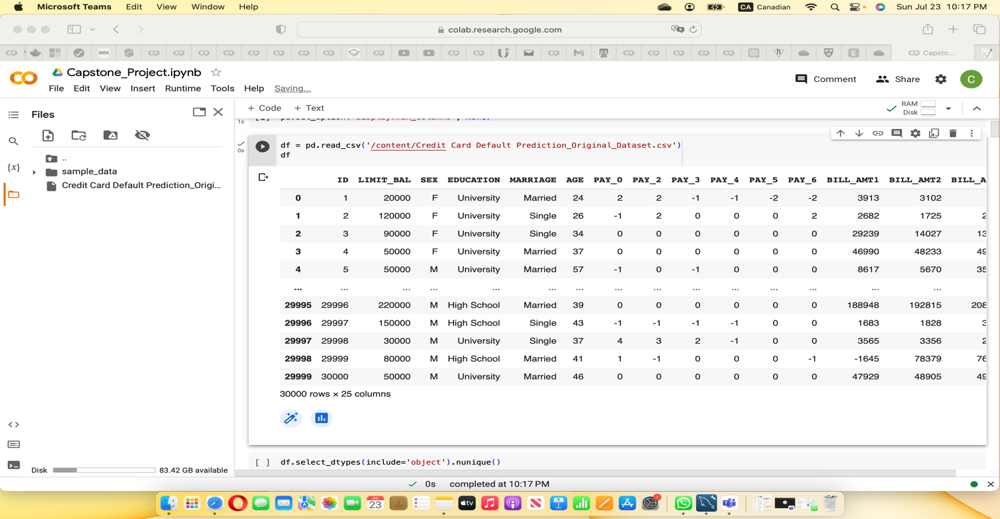 Microsoft Teams Edit View Window Help CA Canadian Sun Jul 23 10:17 PM
colab.research.google.com
WIX E Capsto...
Capstone_Project.ipynb
File Edit View Insert Runtime Tools Help Saving...
Comment Share C
Files
+ Code + Text
RAM
Disk
1s
0s
df = pd.read_csv('/content/Credit Card Default Prediction_Original_Dataset.csv')
df
{x}
..
sample_data
Credit Card Default Prediction_Origi...
ID LIMIT_BAL SEX EDUCATION MARRIAGE AGE PAY_0 PAY_2 PAY_3 PAY_4 PAY_5 PAY_6 BILL_AMT1 BILL_AMT2 BILL_A
0 1 20000 F University Married 24 2 2 -1 -1 -2 -2 3913 3102
1 2 120000 F University Single 26 -1 2 0 0 0 2 2682 1725 2
2 3 90000 F University Single 34 0 0 0 0 0 0 29239 14027 13
3 4 50000 F University Married 37 0 0 0 0 0 0 46990 48233 49
4 5 50000 M University Married 57 -1 0 -1 0 0 0 8617 5670 35
... ... ... ... ... ... ... ... ... ... ... ... ... ... ...
29995 29996 220000 M High School Married 39 0 0 0 0 0 0 188948 192815 208
29996 29997 150000 M High School Single 43 -1 -1 -1 -1 0 0 1683 1828 3
29997 29998 30000 M University Single 37 4 3 2 -1 0 0 3565 3356 2
29998 29999 80000 M High School Married 41 1 -1 0 0 0 -1 -1645 78379 76
29999 30000 50000 M University Married 46 0 0 0 0 0 0 47929 48905 49
30000 rows × 25 columns
[ ] df.select_dtypes(include='object').nunique()
Disk 83.42 GB available
0s completed at 10:17 PM
JUL
23
tv
1